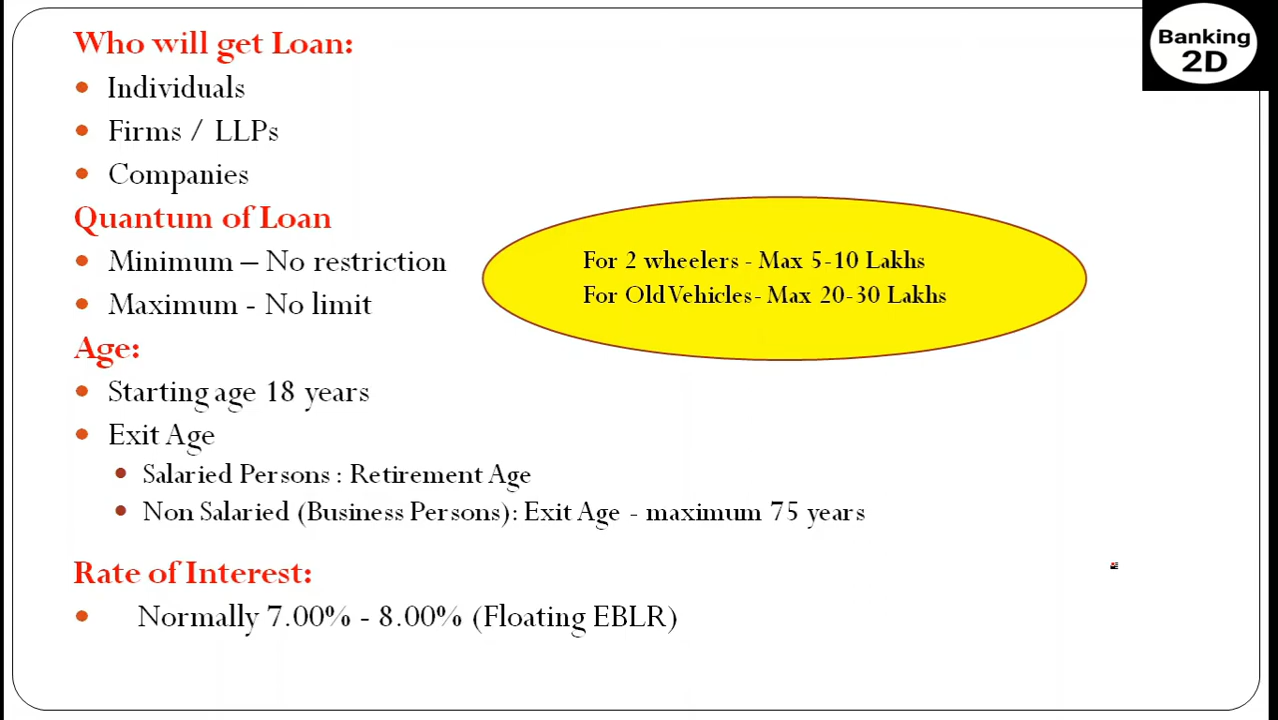 Banking
2D
Who will get Loan:
Individuals
Firms / LLPs
Companies
Quantum of Loan
Minimum – No restriction
Maximum - No limit
For 2 wheelers - Max 5-10 Lakhs
For Old Vehicles- Max 20-30 Lakhs
Age:
Starting age 18 years
Exit Age
Salaried Persons : Retirement Age
Non Salaried (Business Persons): Exit Age - maximum 75 years
Rate of Interest:
Normally 7.00% - 8.00% (Floating EBLR)